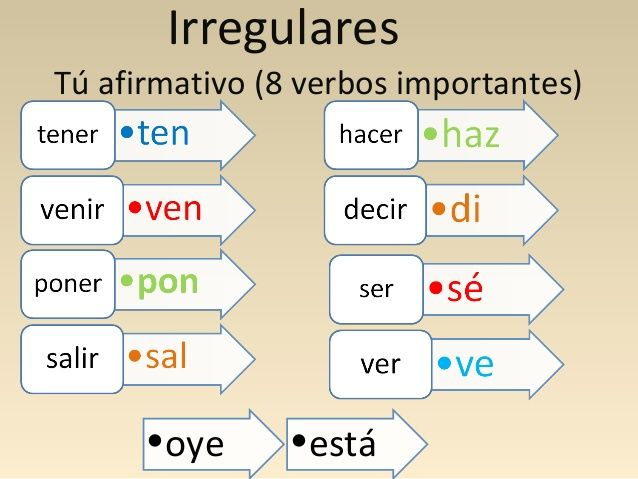 Irregulares
Tú afirmativo (8 verbos importantes)
tener •ten
hacer •haz
venir •ven
decir •di
poner •pon
ser •sé
salir •sal
ver •ve
•oye •está